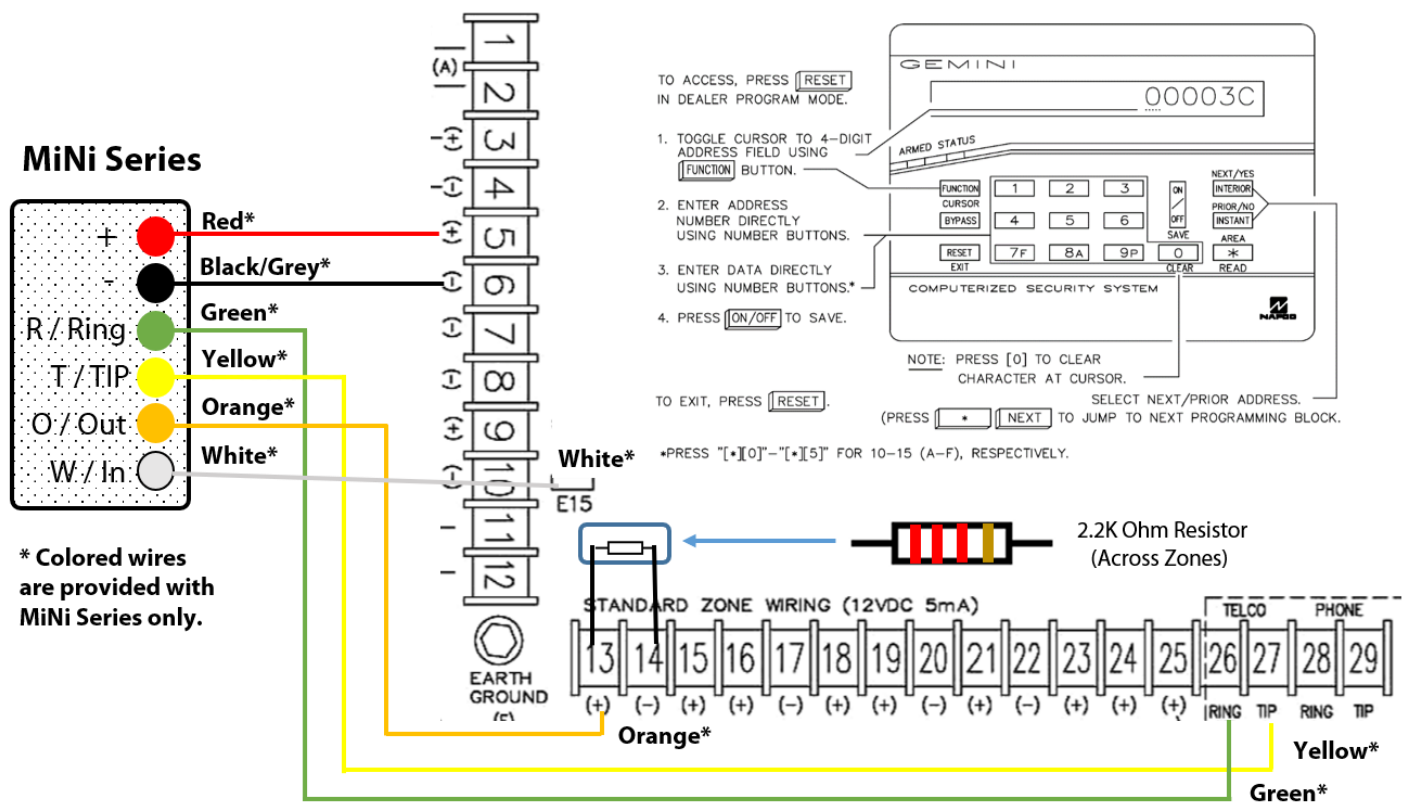 MiNi Series
+
-
R / Ring
T / TIP
O / Out
W / In
Red*
Black/Grey*
Green*
Yellow*
Orange*
White*
* Colored wires
are provided with
MiNi Series only.
(A)
1
2
3
4
5
6
7
8
9
10
11
12
(+)
(-)
(+)
(-)
(-)
(-)
(+)
(-)
EARTH
GROUND
White*
E15
TO ACCESS, PRESS RESET
IN DEALER PROGRAM MODE.
1. TOGGLE CURSOR TO 4-DIGIT
ADDRESS FIELD USING
FUNCTION BUTTON.
2. ENTER ADDRESS
NUMBER DIRECTLY
USING NUMBER BUTTONS.
3. ENTER DATA DIRECTLY
USING NUMBER BUTTONS.*
4. PRESS ON/OFF TO SAVE.
TO EXIT, PRESS RESET.
GEMINI
00003C
ARMED STATUS
FUNCTION
CURSOR
BYPASS
RESET
EXIT
1 2 3
4 5 6
7F 8A 9P 0
ON
/
OFF
SAVE
CLEAR
NEXT/YES
INTERIOR
PRIOR/NO
INSTANT
AREA
*
READ
COMPUTERIZED SECURITY SYSTEM
NAPCO
NOTE: PRESS [0] TO CLEAR
CHARACTER AT CURSOR.
SELECT NEXT/PRIOR ADDRESS.
(PRESS * NEXT TO JUMP TO NEXT PROGRAMMING BLOCK.
*PRESS "[*][0]"-"[*][5]" FOR 10-15 (A-F), RESPECTIVELY.
2.2K Ohm Resistor
(Across Zones)
STANDARD ZONE WIRING (12VDC 5mA)
TELCO PHONE
13 14 15 16 17 18 19 20 21 22 23 24 25 26 27 28 29
(+) (-) (+) (+) (-) (+) (+) (-) (+) (-) (+) (+) (+) RING TIP RING TIP
Orange*
Yellow*
Green*